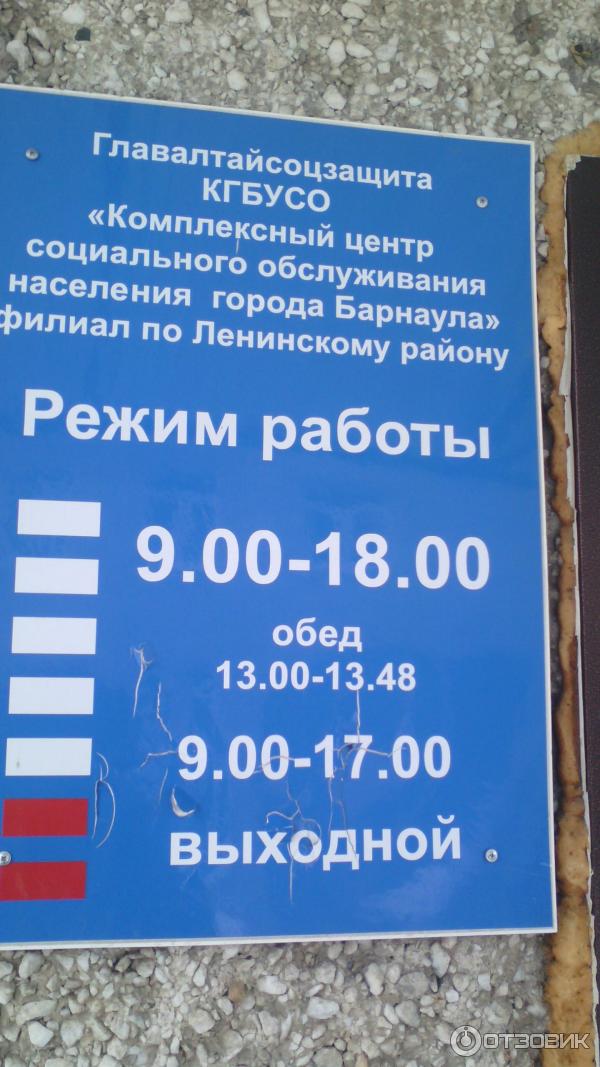 Главалтайсоцзащита
КГБУСО
«Комплексный центр
социального обслуживания
населения города Барнаула»
филиал по Ленинскому району
Режим работы
9.00-18.00
обед
13.00-13.48
9.00-17.00
выходной
ОТЗОВИК